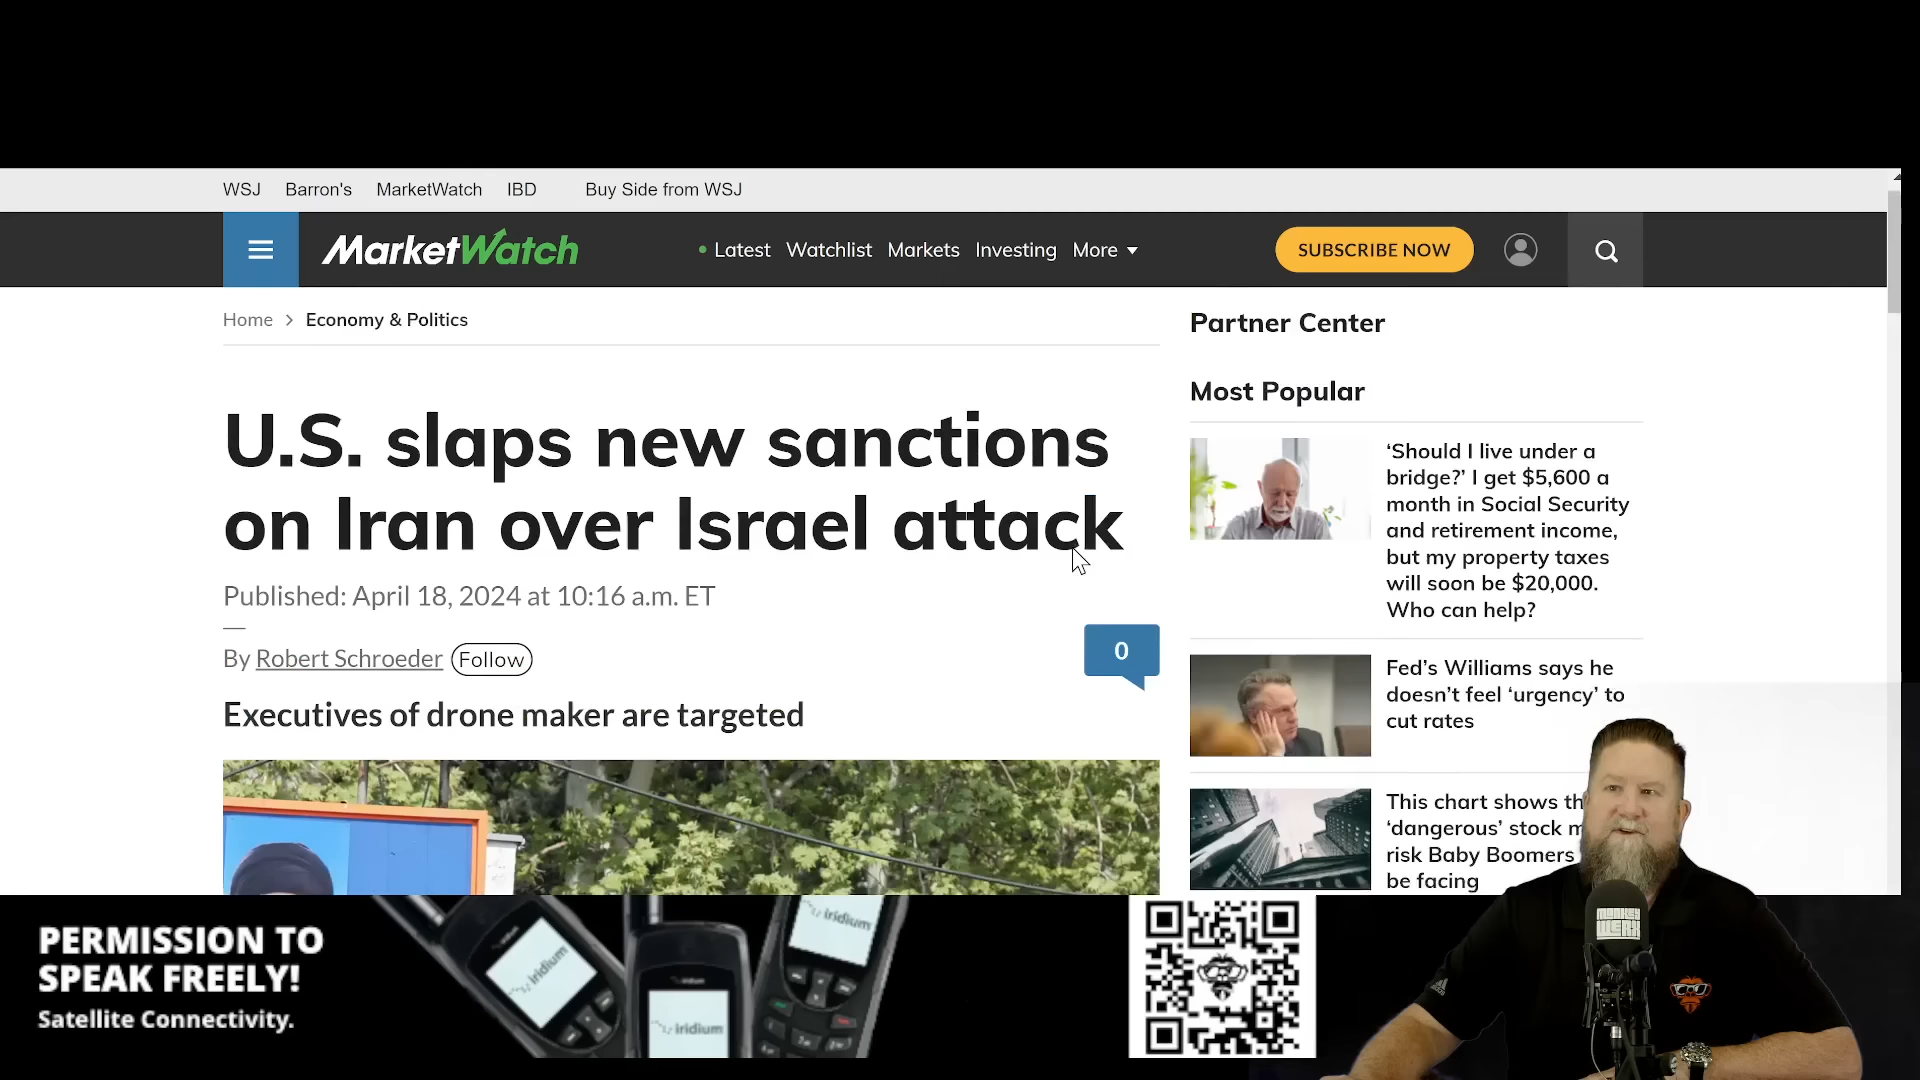 WSJ Barron's MarketWatch IBD Buy Side from WSJ
MarketWatch
Latest Watchlist Markets Investing More
SUBSCRIBE NOW
Home > Economy & Politics
U.S. slaps new sanctions
on Iran over Israel attack
Published: April 18, 2024 at 10:16 a.m. ET
By Robert Schroeder Follow
0
Executives of drone maker are targeted
Partner Center
Most Popular
‘Should I live under a
bridge?’ I get $5,600 a
month in Social Security
and retirement income,
but my property taxes
will soon be $20,000.
Who can help?
Fed’s Williams says he
doesn’t feel ‘urgency’ to
cut rates
This chart shows th
‘dangerous’ stock m
risk Baby Boomers
be facing
PERMISSION TO
SPEAK FREELY!
Satellite Connectivity.
iridium
iridium
iridium
MONKEY
WERX